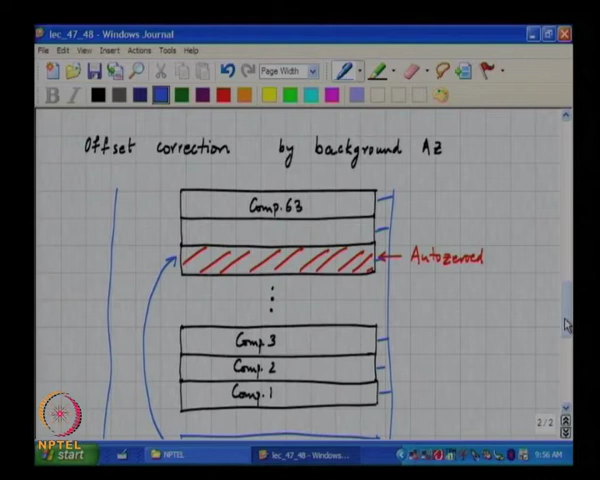 lec_47_48 - Windows Journal
File Edit View Insert Actions Tools Help
Page Width
B I
Offset correction by background AZ
Comp. 63
Autozeroed
Comp. 3
Comp. 2
Comp. 1
2/2
NPTEL
start NPTEL lec_47_48 - Windows... 9:56 AM